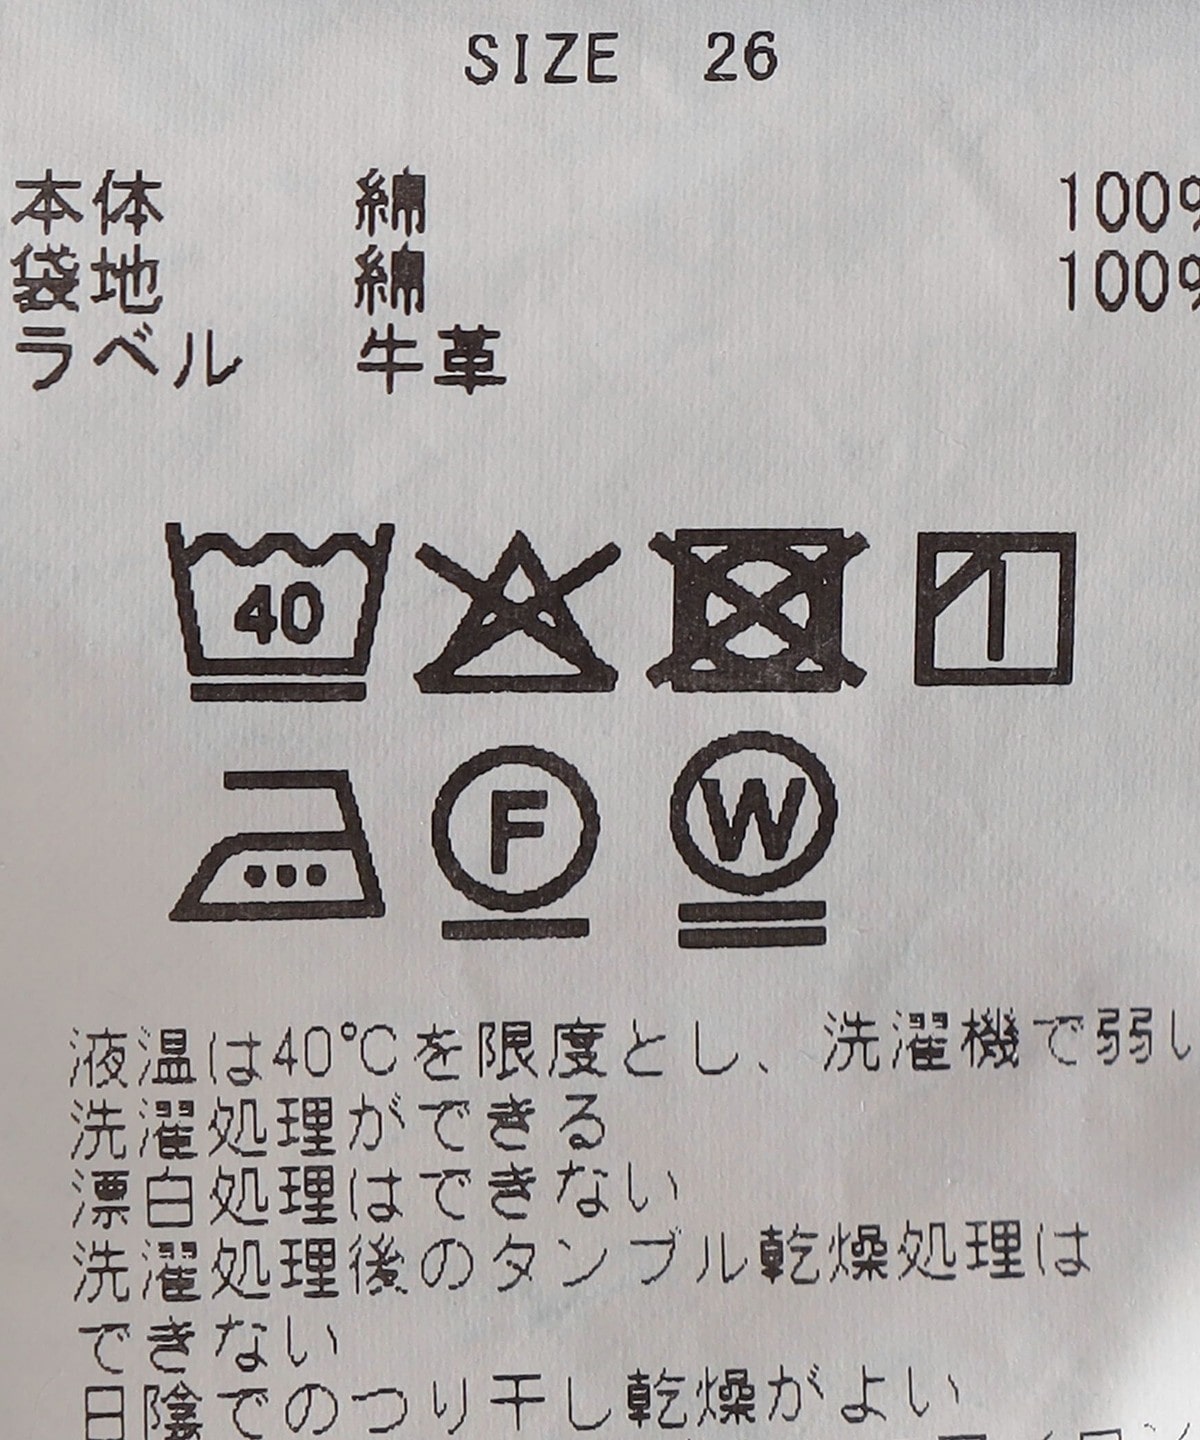 SIZE 26
本体 綿 100%
袋地 綿 100%
ラベル 牛革
40
F W
液温は40℃を限度とし、洗濯機で弱い
洗濯処理ができる
漂白処理はできない
洗濯処理後のタンブル乾燥処理は
できない
日陰でのつり干し乾燥がよい